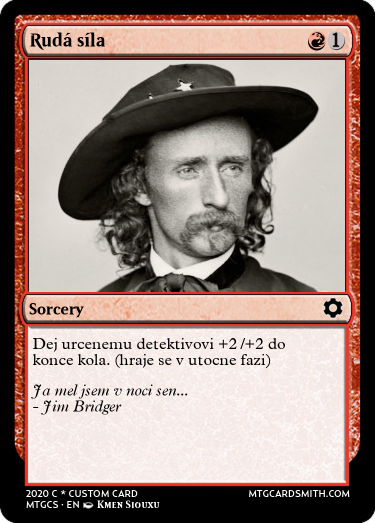 Rudá síla
1
Sorcery
Dej urcenemu detektivovi +2/+2 do
konce kola. (hraje se v utocne fazi)
Ja mel jsem v noci sen...
- Jim Bridger
2020 C * CUSTOM CARD
MTGCARDSMITH.COM
MTGCS · EN Kmen Siouxu